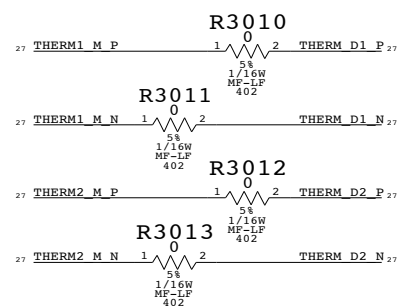 R3010
0
27 THERM1_M_P 1 2 THERM_D1_P 27
5%
1/16W
MF-LF
402
R3011
0
27 THERM1_M_N 1 2 THERM_D1_N 27
5%
1/16W
MF-LF
402
R3012
0
27 THERM2_M_P 1 2 THERM_D2_P 27
5%
1/16W
MF-LF
402
R3013
0
27 THERM2_M_N 1 2 THERM_D2_N 27
5%
1/16W
MF-LF
402